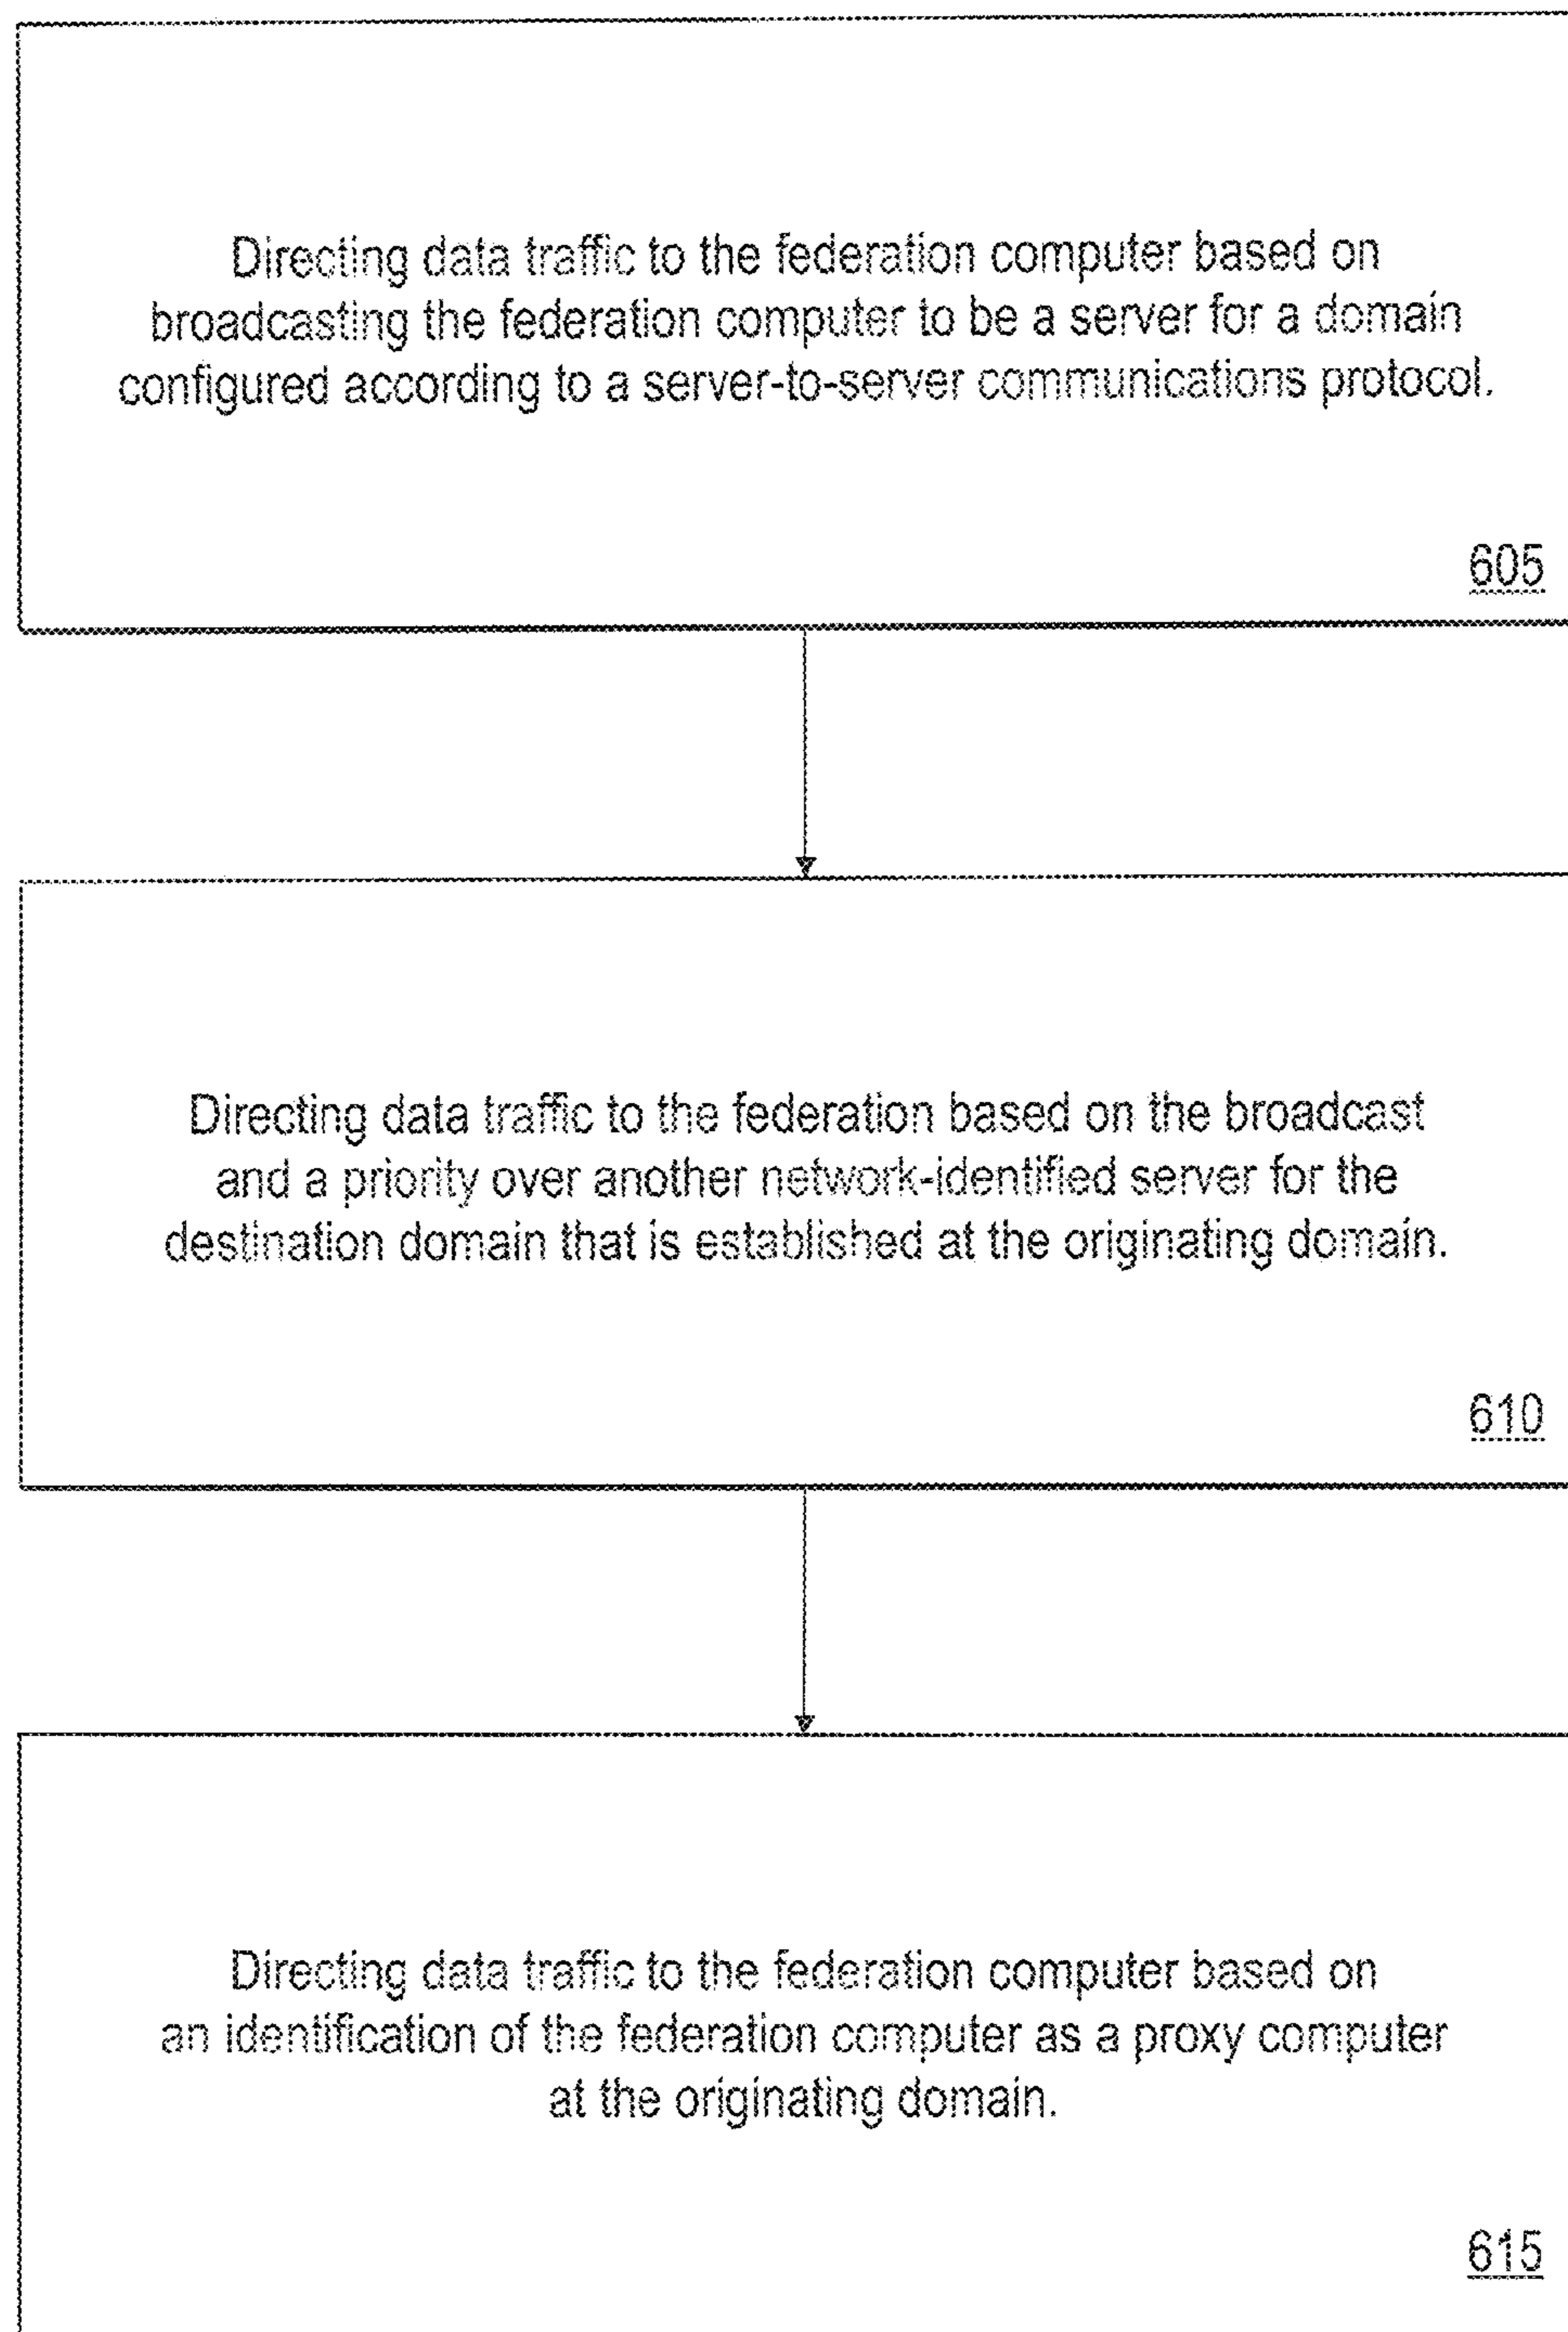 Directing data traffic to the federation computer based on
broadcasting the federation computer to be a server for a domain
configured according to a server-to-server communications protocol.
605
Directing data traffic to the federation based on the broadcast
and a priority over another network-identified server for the
destination domain that is established at the originating domain.
610
Directing data traffic to the federation computer based on
an identification of the federation computer as a proxy computer
at the originating domain.
615